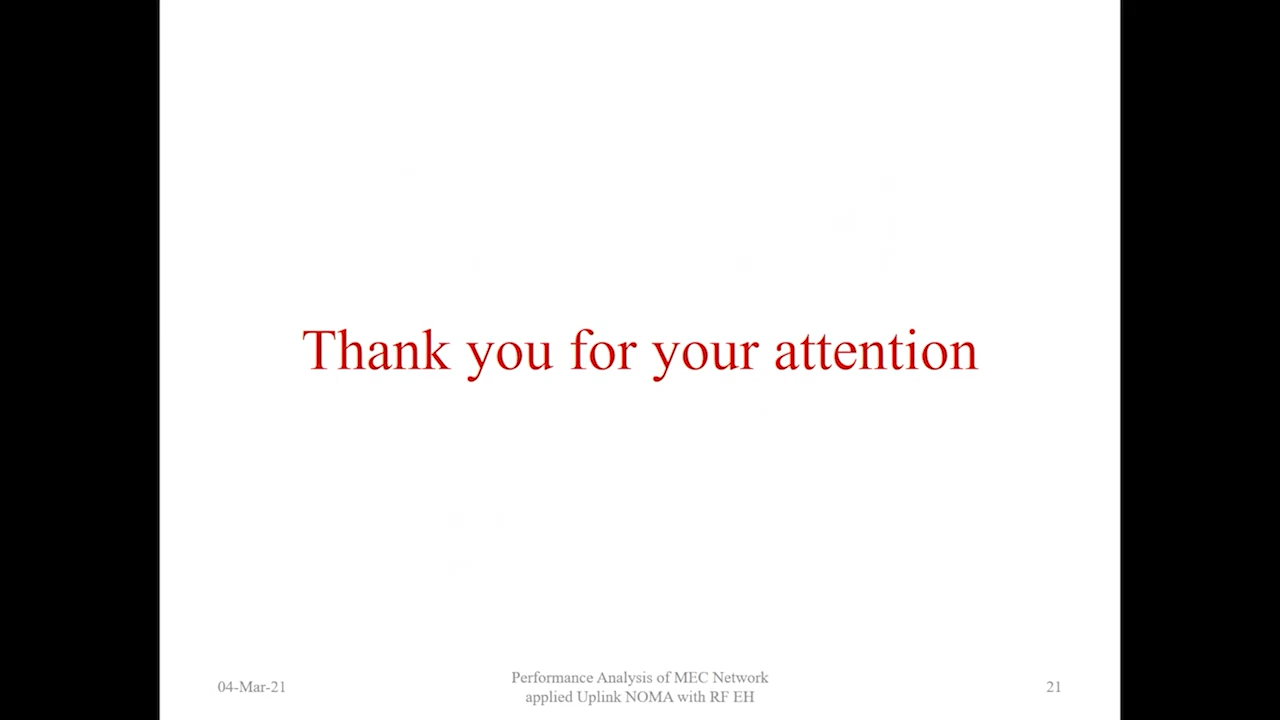 Thank you for your attention
04-Mar-21
Performance Analysis of MEC Network
applied Uplink NOMA with RF EH
21